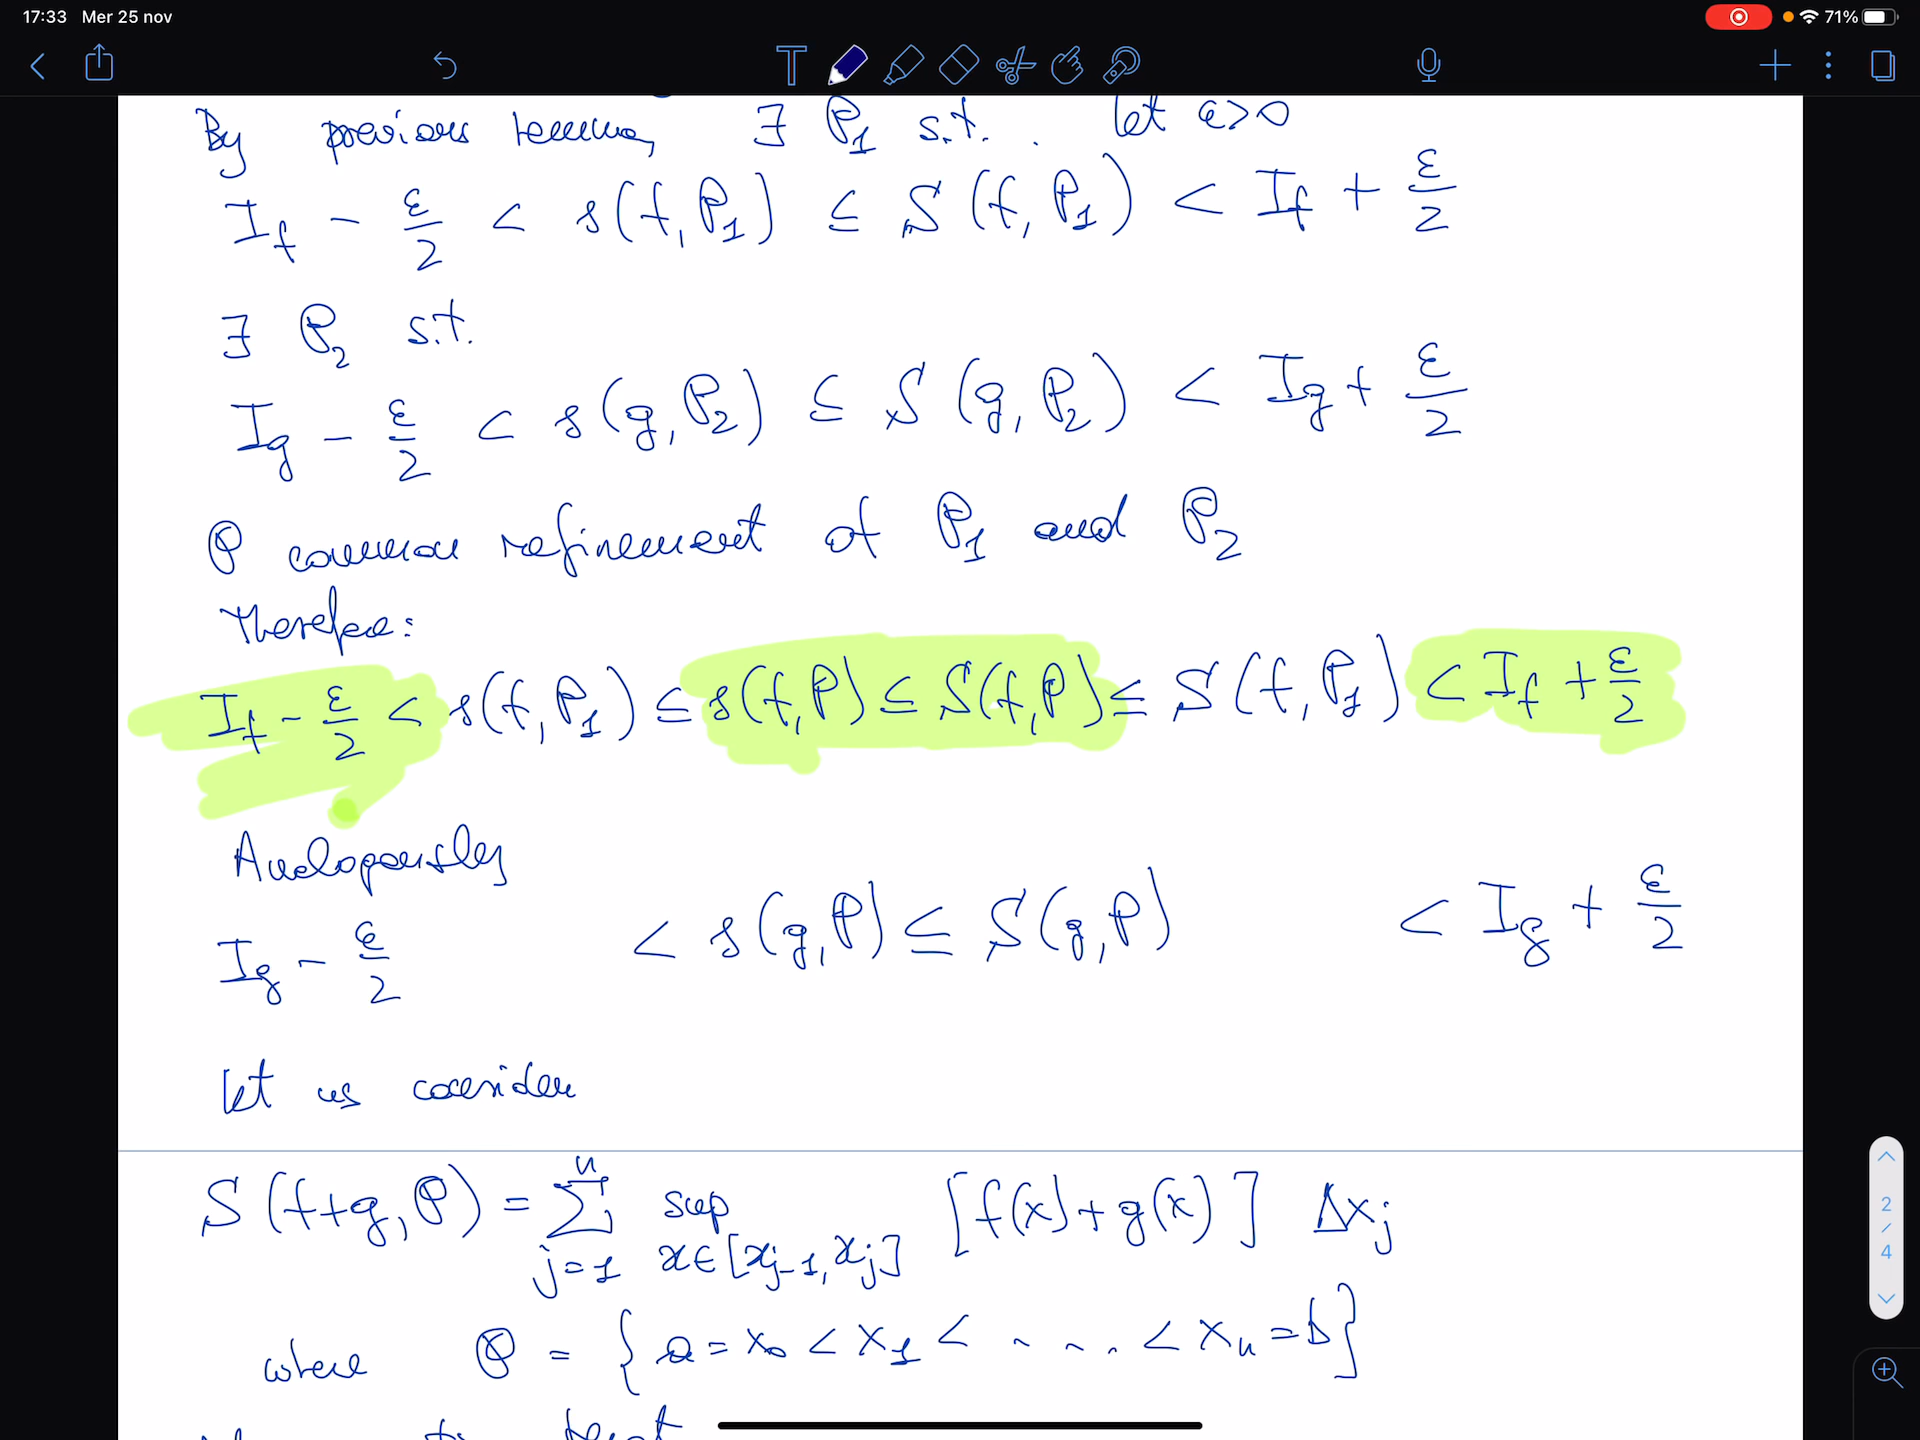 17:33 Mer 25 nov 71%
By previous lemma, ∃ P₁ s.t. let ε>0
I_f − ε/2 < s(f,P₁) ≤ S(f,P₁) < I_f + ε/2
∃ P₂ s.t.
I_g − ε/2 < s(g,P₂) ≤ S(g,P₂) < I_g + ε/2
P common refinement of P₁ and P₂
Therefore:
I_f − ε/2 < s(f,P₁) ≤ s(f,P) ≤ S(f,P) ≤ S(f,P₁) < I_f + ε/2
Analogously
I_g − ε/2 < s(g,P) ≤ S(g,P) < I_g + ε/2
Let us consider
S(f+g,P) = ∑_{j=1}^{n} sup_{x∈[x_{j−1},x_j]} [f(x)+g(x)] Δx_j
where P = {a=x₀<x₁< .... <x_n=b}
2
/
4